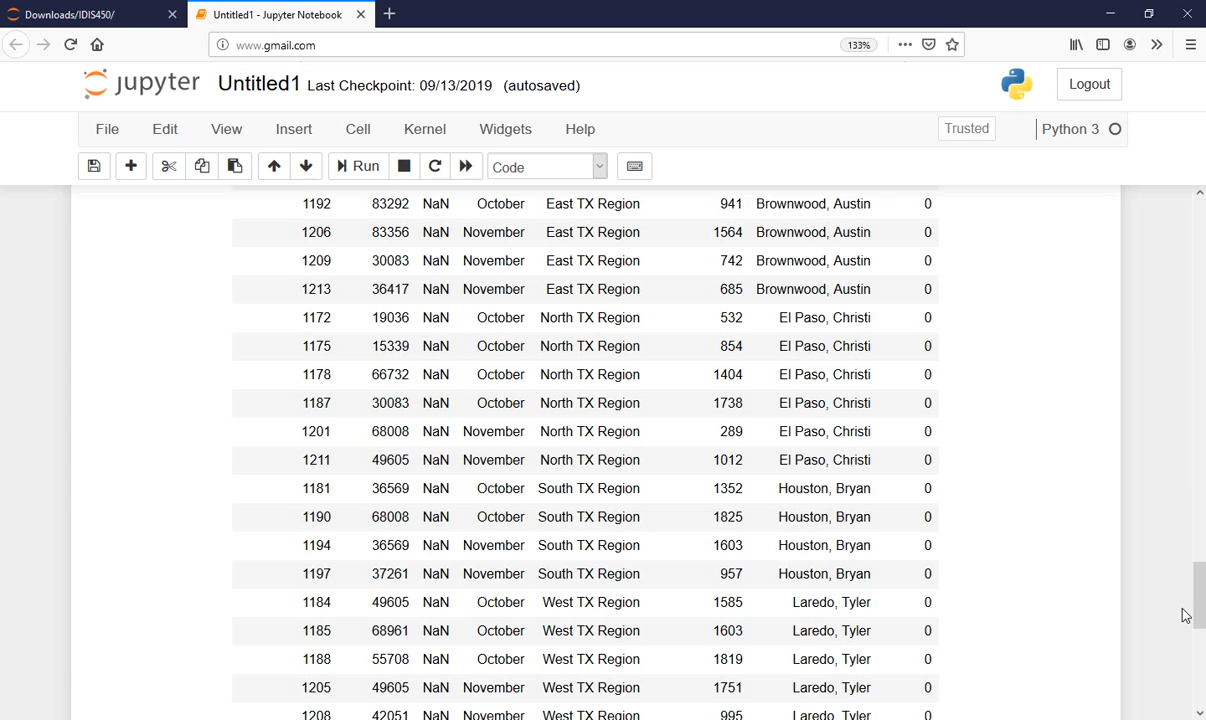 Downloads/IDIS450/
Untitled1 - Jupyter Notebook
www.gmail.com
133%
jupyter Untitled1 Last Checkpoint: 09/13/2019 (autosaved)
Logout
File Edit View Insert Cell Kernel Widgets Help
Trusted
Python 3
Run
Code
1192 83292 NaN October East TX Region 941 Brownwood, Austin 0
1206 83356 NaN November East TX Region 1564 Brownwood, Austin 0
1209 30083 NaN November East TX Region 742 Brownwood, Austin 0
1213 36417 NaN November East TX Region 685 Brownwood, Austin 0
1172 19036 NaN October North TX Region 532 El Paso, Christi 0
1175 15339 NaN October North TX Region 854 El Paso, Christi 0
1178 66732 NaN October North TX Region 1404 El Paso, Christi 0
1187 30083 NaN October North TX Region 1738 El Paso, Christi 0
1201 68008 NaN November North TX Region 289 El Paso, Christi 0
1211 49605 NaN November North TX Region 1012 El Paso, Christi 0
1181 36569 NaN October South TX Region 1352 Houston, Bryan 0
1190 68008 NaN October South TX Region 1825 Houston, Bryan 0
1194 36569 NaN November South TX Region 1603 Houston, Bryan 0
1197 37261 NaN November South TX Region 957 Houston, Bryan 0
1184 49605 NaN October West TX Region 1585 Laredo, Tyler 0
1185 68961 NaN October West TX Region 1603 Laredo, Tyler 0
1188 55708 NaN October West TX Region 1819 Laredo, Tyler 0
1205 49605 NaN November West TX Region 1751 Laredo, Tyler 0
1208 42051 NaN November West TX Region 995 Laredo, Tyler 0